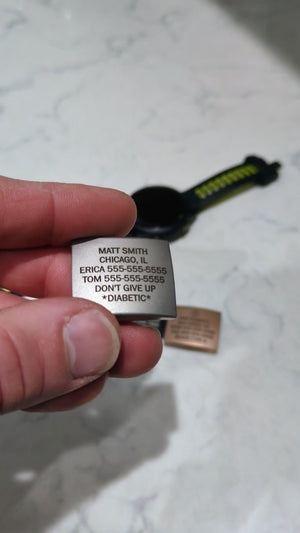 MATT SMITH
CHICAGO, IL
ERICA 555-555-5555
TOM 555-555-5555
DON'T GIVE UP
*DIABETIC*